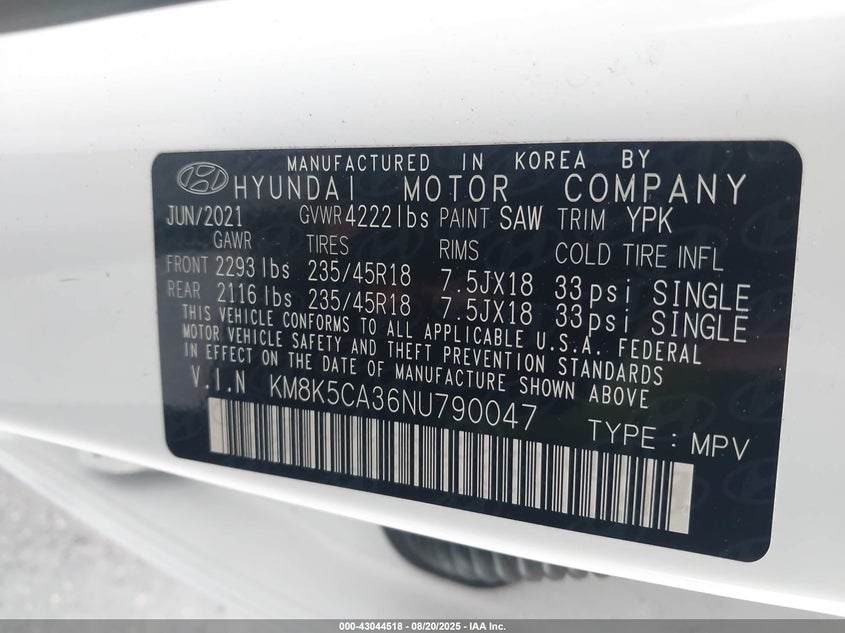 MANUFACTURED IN KOREA BY
HYUNDAI MOTOR COMPANY
JUN/2021 GVWR 4222 lbs PAINT SAW TRIM YPK
GAWR TIRES RIMS COLD TIRE INFL
FRONT 2293 lbs 235/45R18 7.5JX18 33 psi SINGLE
REAR 2116 lbs 235/45R18 7.5JX18 33 psi SINGLE
THIS VEHICLE CONFORMS TO ALL APPLICABLE U.S.A. FEDERAL
MOTOR VEHICLE SAFETY AND THEFT PREVENTION STANDARDS
IN EFFECT ON THE DATE OF MANUFACTURE SHOWN ABOVE
V.I.N KM8K5CA36NU790047
TYPE : MPV
000-43044518 - 08/20/2025 - IAA Inc.